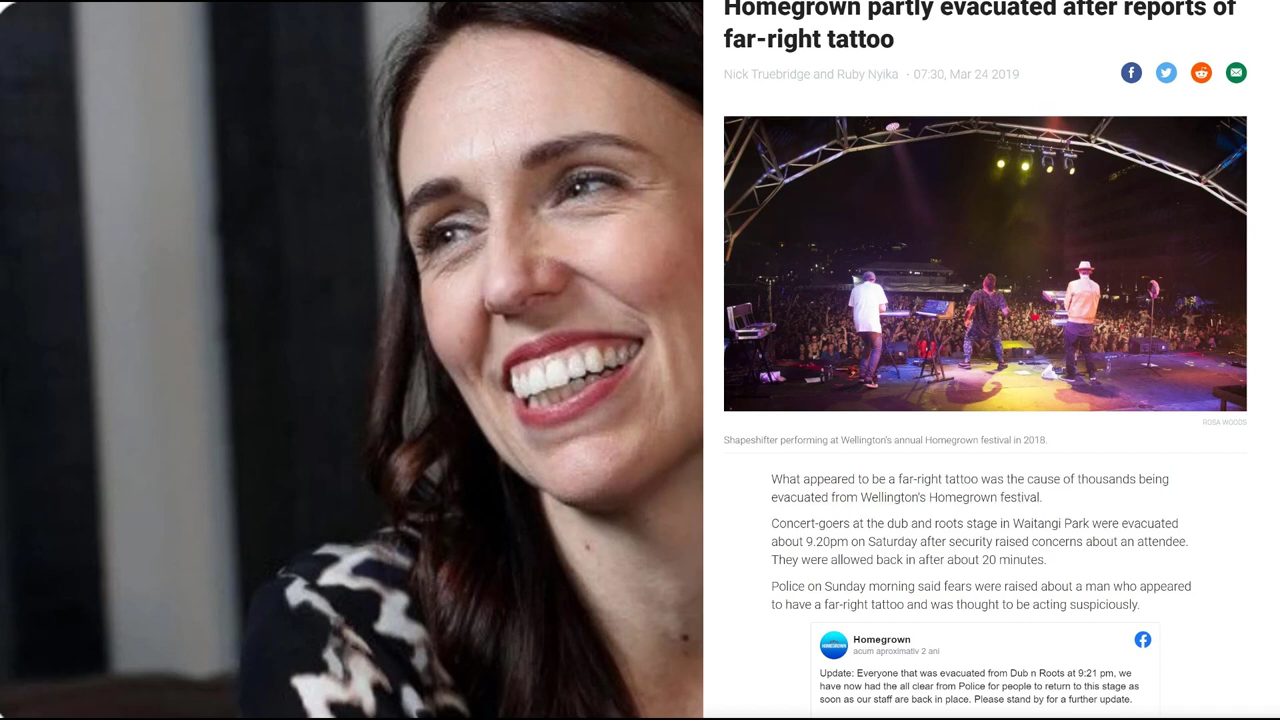 Homegrown partly evacuated after reports of
far-right tattoo
Nick Truebridge and Ruby Nyika · 07:30, Mar 24 2019
ROSA WOODS
Shapeshifter performing at Wellington's annual Homegrown festival in 2018.
What appeared to be a far-right tattoo was the cause of thousands being
evacuated from Wellington's Homegrown festival.
Concert-goers at the dub and roots stage in Waitangi Park were evacuated
about 9.20pm on Saturday after security raised concerns about an attendee.
They were allowed back in after about 20 minutes.
Police on Sunday morning said fears were raised about a man who appeared
to have a far-right tattoo and was thought to be acting suspiciously.
HOMEGROWN
Homegrown
acum aproximativ 2 ani
Update: Everyone that was evacuated from Dub n Roots at 9:21 pm, we
have now had the all clear from Police for people to return to this stage as
soon as our staff are back in place. Please stand by for a further update.